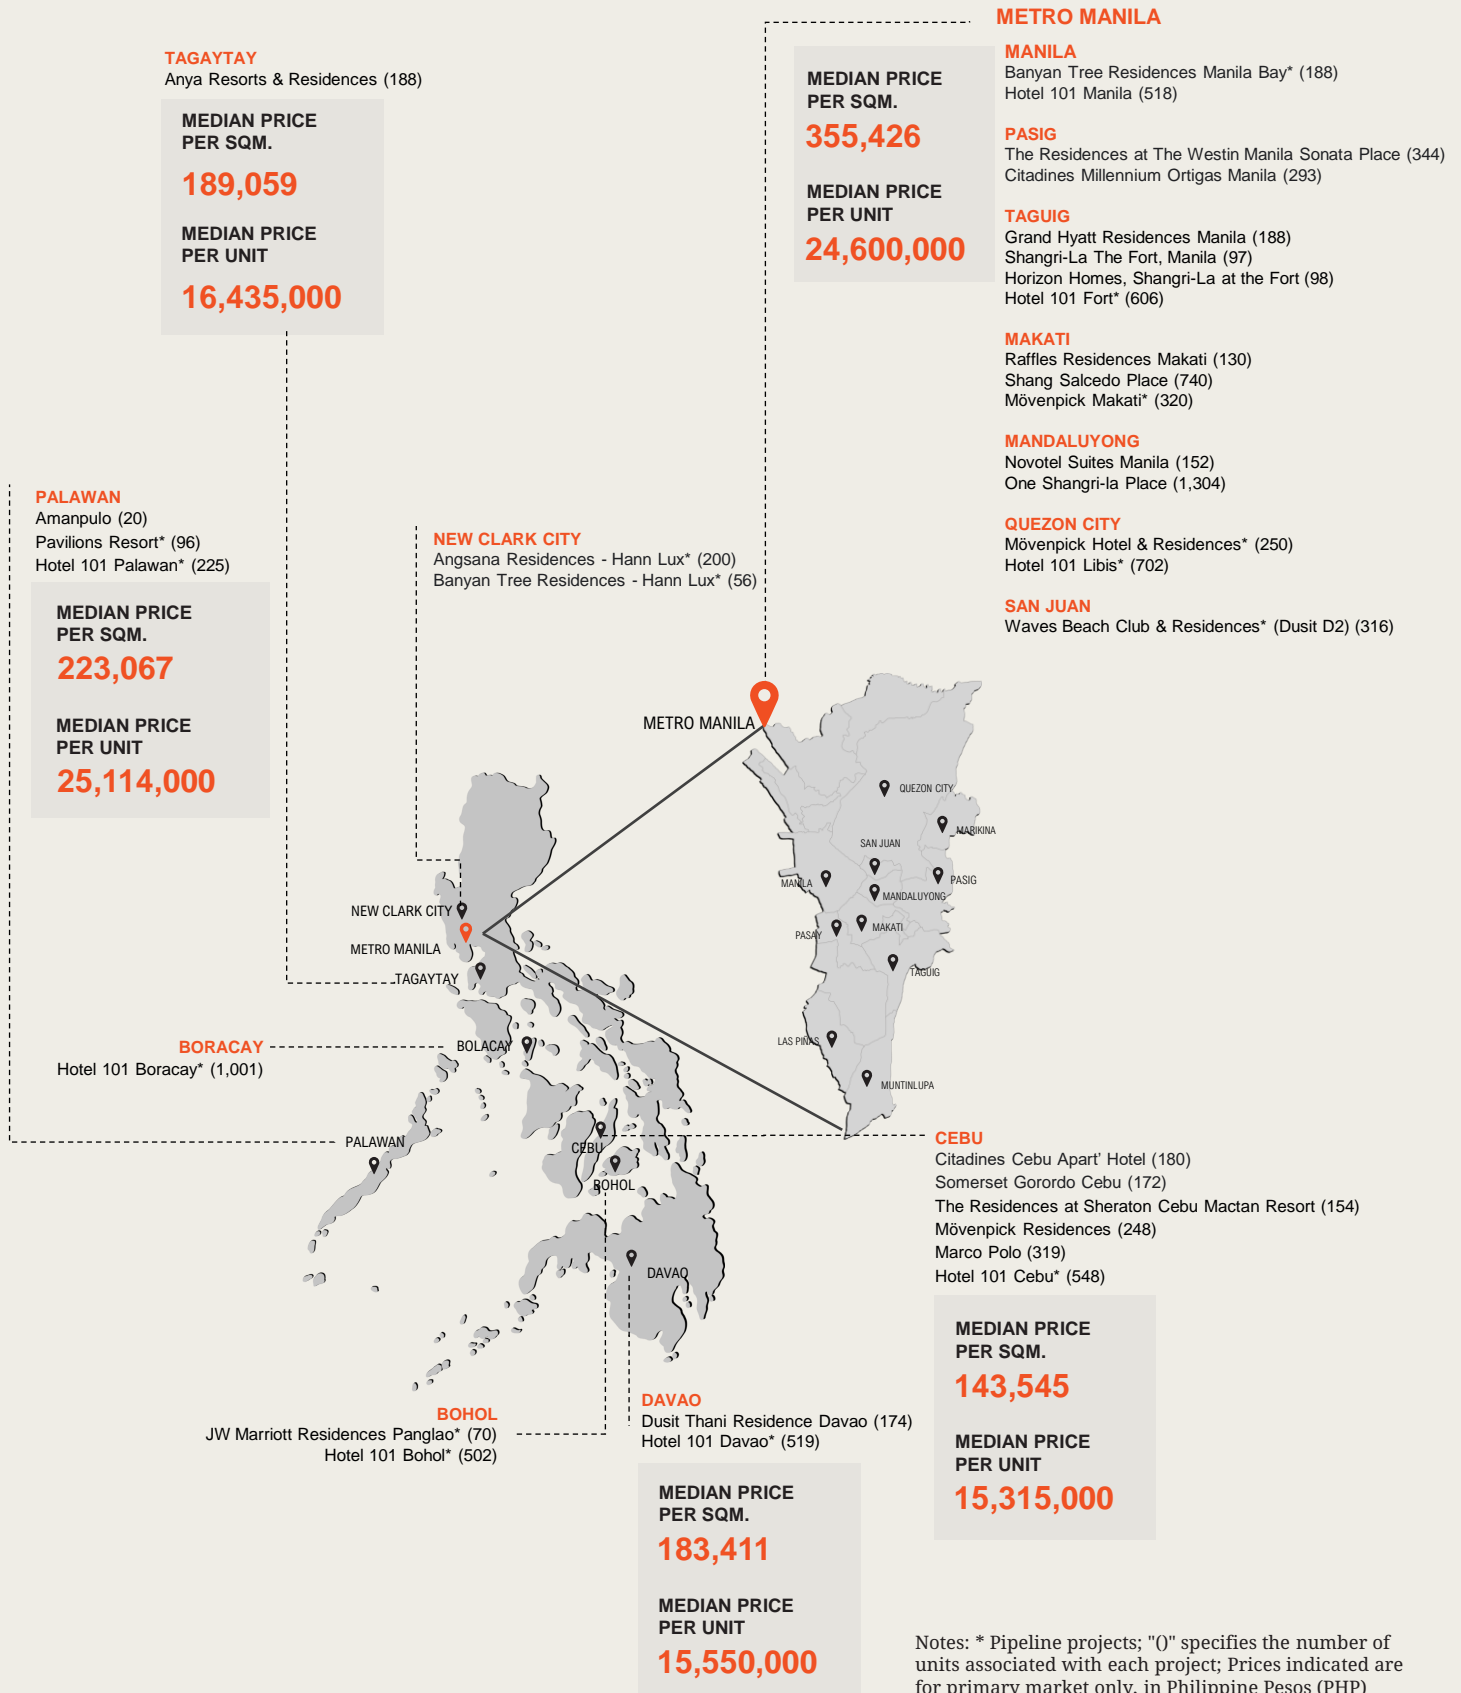 METRO MANILA
TAGAYTAY
Anya Resorts & Residences (188)
MEDIAN PRICE
PER SQM.
189,059
MEDIAN PRICE
PER UNIT
16,435,000
MEDIAN PRICE
PER SQM.
355,426
MEDIAN PRICE
PER UNIT
24,600,000
MANILA
Banyan Tree Residences Manila Bay* (188)
Hotel 101 Manila (518)
PASIG
The Residences at The Westin Manila Sonata Place (344)
Citadines Millennium Ortigas Manila (293)
TAGUIG
Grand Hyatt Residences Manila (188)
Shangri-La The Fort, Manila (97)
Horizon Homes, Shangri-La at the Fort (98)
Hotel 101 Fort* (606)
MAKATI
Raffles Residences Makati (130)
Shang Salcedo Place (740)
Mövenpick Makati* (320)
MANDALUYONG
Novotel Suites Manila (152)
One Shangri-la Place (1,304)
QUEZON CITY
Mövenpick Hotel & Residences* (250)
Hotel 101 Libis* (702)
SAN JUAN
Waves Beach Club & Residences* (Dusit D2) (316)
PALAWAN
Amanpulo (20)
Pavilions Resort* (96)
Hotel 101 Palawan* (225)
MEDIAN PRICE
PER SQM.
223,067
MEDIAN PRICE
PER UNIT
25,114,000
NEW CLARK CITY
Angsana Residences - Hann Lux* (200)
Banyan Tree Residences - Hann Lux* (56)
METRO MANILA
QUEZON CITY
MARIKINA
SAN JUAN
MANILA
PASIG
MANDALUYONG
PASAY
MAKATI
TAGUIG
LAS PIÑAS
MUNTINLUPA
NEW CLARK CITY
METRO MANILA
TAGAYTAY
BOLACAY
PALAWAN
CEBU
BOHOL
DAVAO
BORACAY
Hotel 101 Boracay* (1,001)
CEBU
Citadines Cebu Apart’ Hotel (180)
Somerset Gorordo Cebu (172)
The Residences at Sheraton Cebu Mactan Resort (154)
Mövenpick Residences (248)
Marco Polo (319)
Hotel 101 Cebu* (548)
MEDIAN PRICE
PER SQM.
143,545
MEDIAN PRICE
PER UNIT
15,315,000
BOHOL
JW Marriott Residences Panglao* (70)
Hotel 101 Bohol* (502)
DAVAO
Dusit Thani Residence Davao (174)
Hotel 101 Davao* (519)
MEDIAN PRICE
PER SQM.
183,411
MEDIAN PRICE
PER UNIT
15,550,000
Notes: * Pipeline projects; "()" specifies the number of
units associated with each project; Prices indicated are
for primary market only, in Philippine Pesos (PHP)